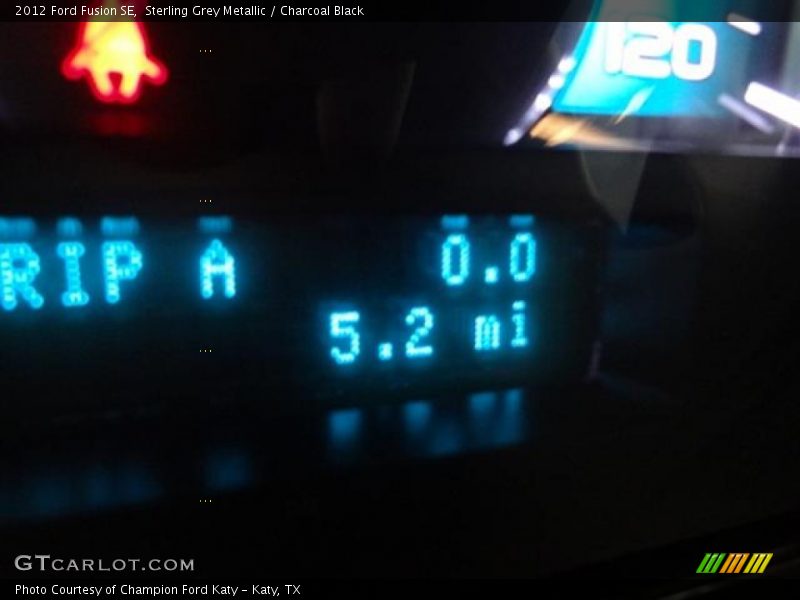 2012 Ford Fusion SE, Sterling Grey Metallic / Charcoal Black
120
RIP A 0.0
5.2 mi
GTCARLOT.COM
Photo Courtesy of Champion Ford Katy - Katy, TX